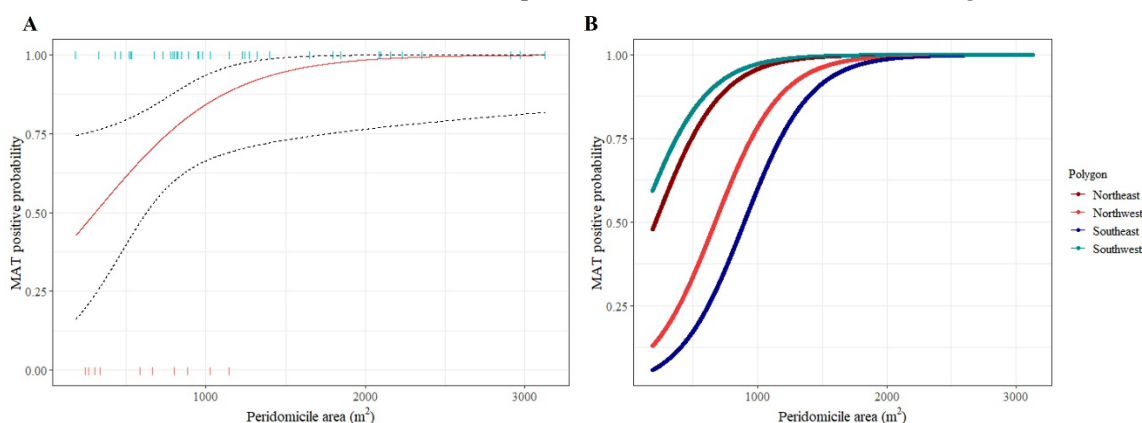 A
MAT positive probability
1.00
0.75
0.50
0.25
0.00
1000 2000 3000
Peridomicile area (m²)
B
MAT positive probability
1.00
0.75
0.50
0.25
1000 2000 3000
Peridomicile area (m²)
Polygon
Northeast
Northwest
Southeast
Southwest